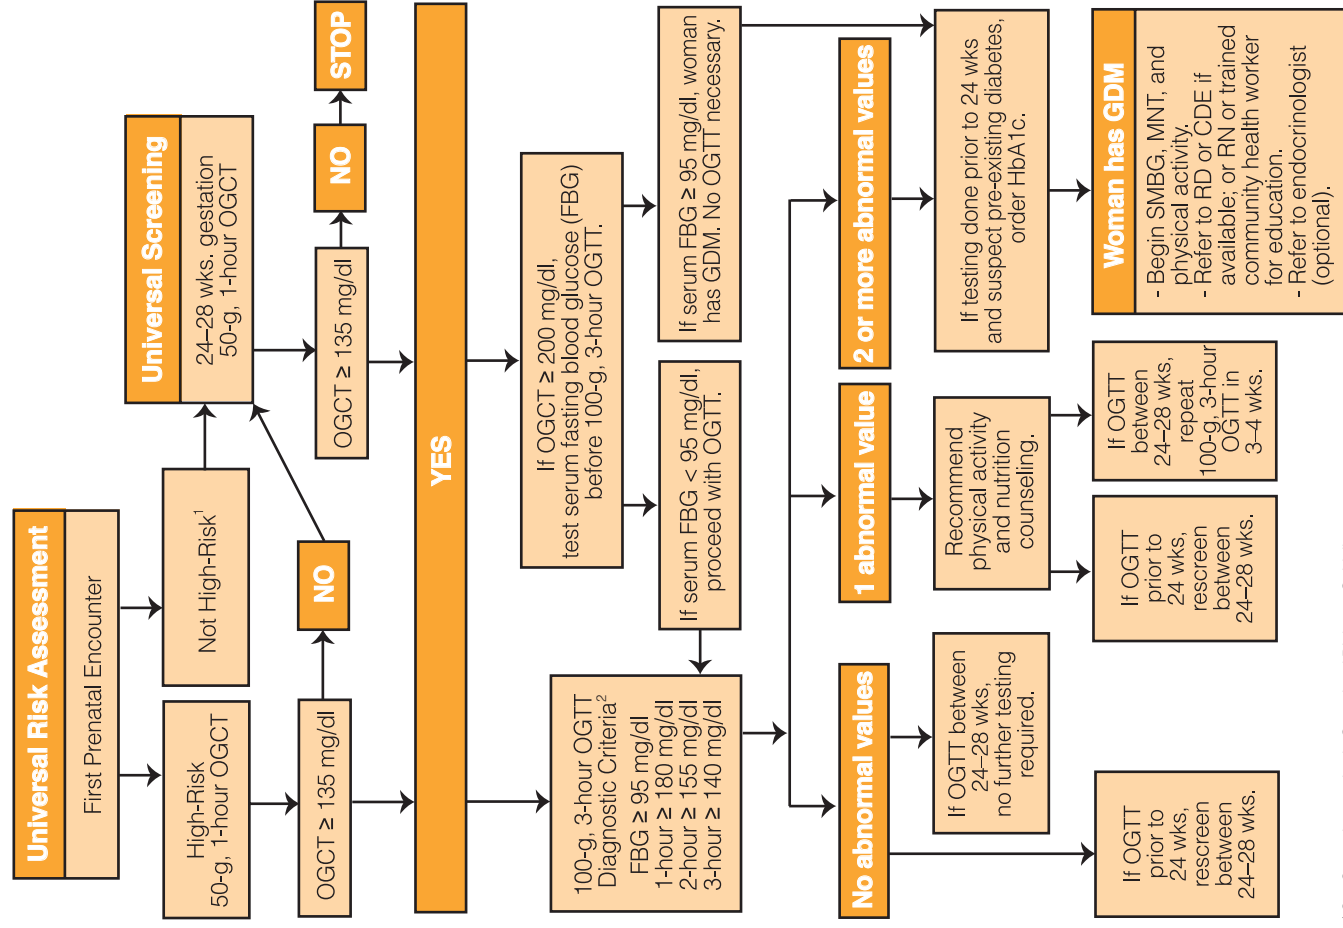 Universal Risk Assessment
First Prenatal Encounter
High-Risk
50-g, 1-hour OGCT
Not High-Risk¹
OGCT ≥ 135 mg/dl
NO
Universal Screening
24–28 wks. gestation
50-g, 1-hour OGCT
OGCT ≥ 135 mg/dl
NO
STOP
YES
100-g, 3-hour OGTT
Diagnostic Criteria²
FBG ≥ 95 mg/dl
1-hour ≥ 180 mg/dl
2-hour ≥ 155 mg/dl
3-hour ≥ 140 mg/dl
If OGCT ≥ 200 mg/dl,
test serum fasting blood glucose (FBG)
before 100-g, 3-hour OGTT.
If serum FBG < 95 mg/dl,
proceed with OGTT.
If serum FBG ≥ 95 mg/dl, woman
has GDM. No OGTT necessary.
No abnormal values
1 abnormal value
2 or more abnormal values
If OGTT between
24–28 wks,
no further testing
required.
If OGTT
prior to
24 wks,
rescreen
between
24–28 wks.
Recommend
physical activity
and nutrition
counseling.
If OGTT
prior to
24 wks,
rescreen
between
24–28 wks.
If OGTT
between
24–28 wks,
repeat
100-g, 3-hour
OGTT in
3–4 wks.
If testing done prior to 24 wks
and suspect pre-existing diabetes,
order HbA1c.
Woman has GDM
- Begin SMBG, MNT, and
physical activity.
- Refer to RD or CDE if
available; or RN or trained
community health worker
for education.
- Refer to endocrinologist
(optional).